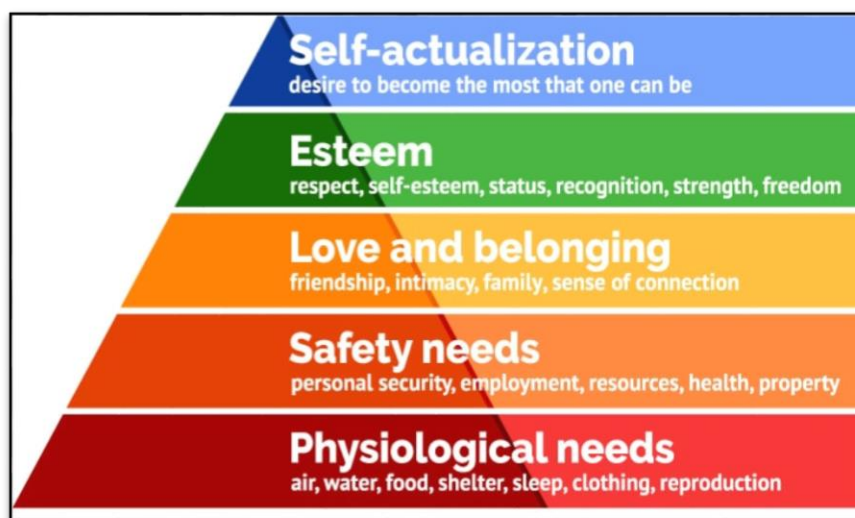 Self-actualization
desire to become the most that one can be
Esteem
respect, self-esteem, status, recognition, strength, freedom
Love and belonging
friendship, intimacy, family, sense of connection
Safety needs
personal security, employment, resources, health, property
Physiological needs
air, water, food, shelter, sleep, clothing, reproduction